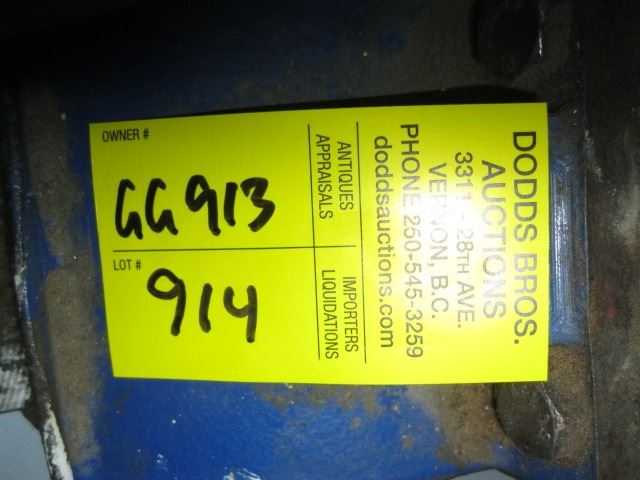 DODDS BROS.
AUCTIONS
3311 - 28TH AVE.
VERNON, B.C.
PHONE 250-545-3259
doddsauctions.com
ANTIQUES
APPRAISALS
IMPORTERS
LIQUIDATIONS
OWNER #
GG913
LOT #
914